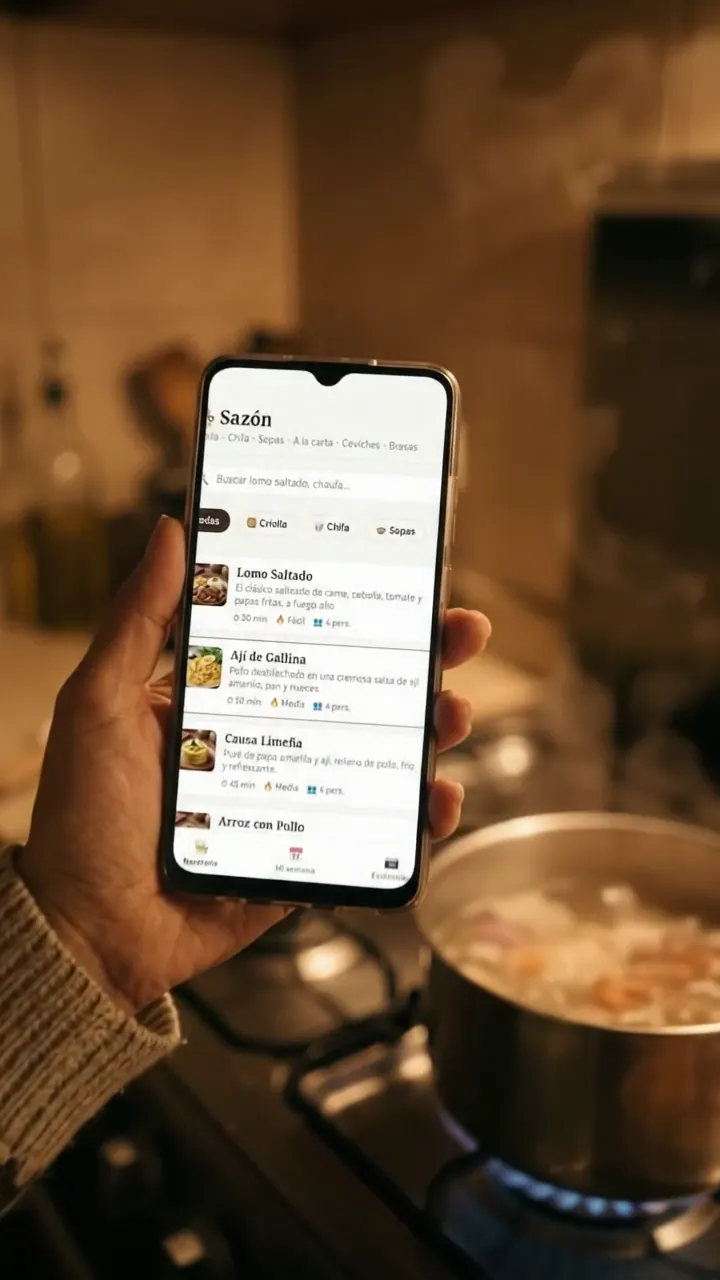 Sazón
Chifa - Sopas - A la carta - Ceviches - Brasas
Buscar lomo saltado, chaufa...
odas
Criolla
Chifa
Sopas
Lomo Saltado
El clásico salteado de carne, cebolla, tomate y
papas fritas, a fuego alto
30 min Fácil 4 pers.
Ají de Gallina
Pollo deshilachado en una cremosa salsa de ají
amarillo, pan y nueces
50 min Media 4 pers.
Causa Limeña
Puré de papa amarilla y ají, relleno de pollo, frío
y refrescante.
45 min Media 6 pers.
Arroz con Pollo
Mi semana